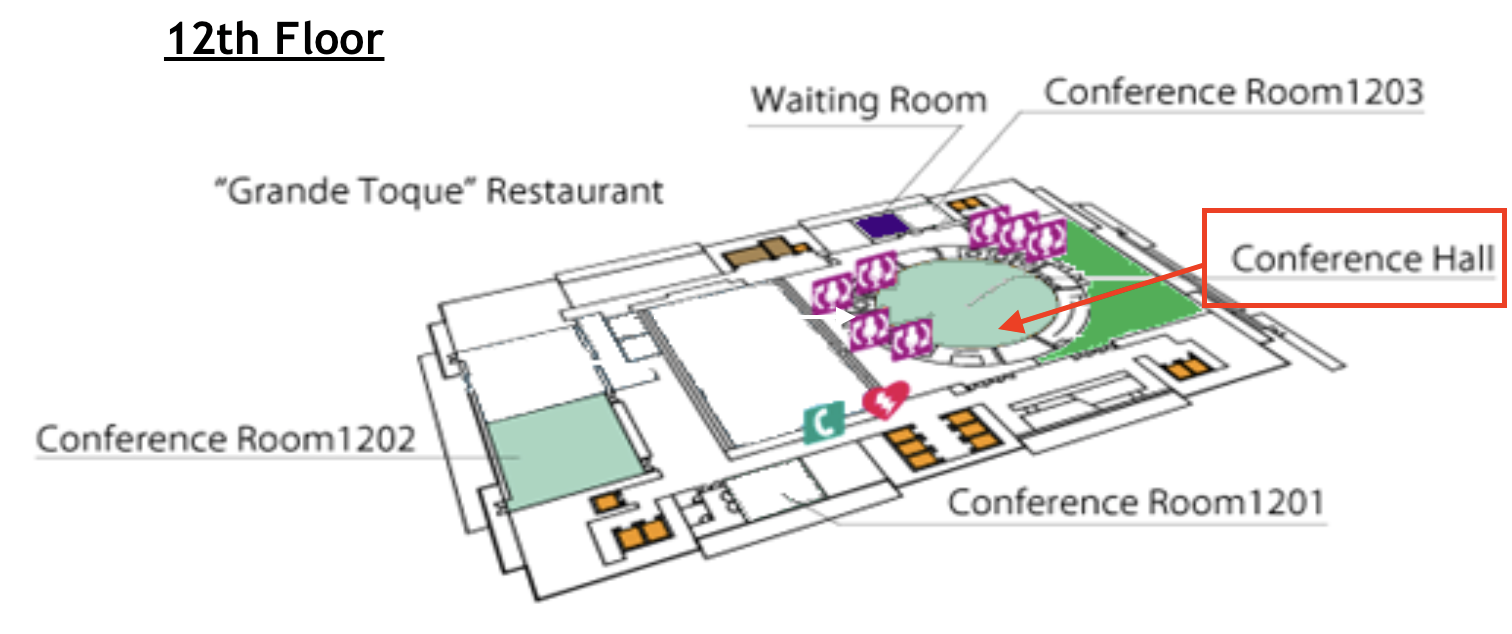 12th Floor
Waiting Room
Conference Room1203
“Grande Toque” Restaurant
Conference Hall
Conference Room1202
Conference Room1201